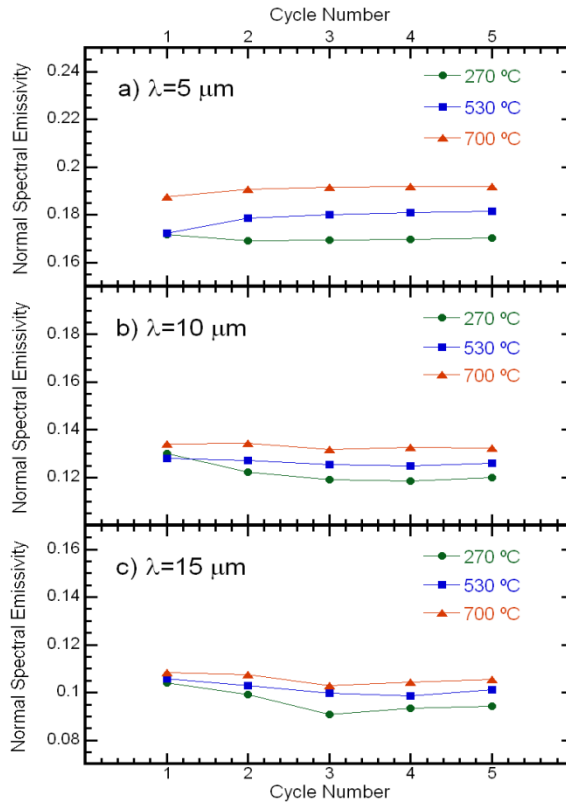 Cycle Number
1 2 3 4 5
Normal Spectral Emissivity
0.24
0.22
0.2
0.18
0.16
a) λ=5 μm
270 ºC
530 ºC
700 ºC
Normal Spectral Emissivity
0.18
0.16
0.14
0.12
b) λ=10 μm
270 ºC
530 ºC
700 ºC
Normal Spectral Emissivity
0.16
0.14
0.12
0.1
0.08
c) λ=15 μm
270 ºC
530 ºC
700 ºC
1 2 3 4 5
Cycle Number